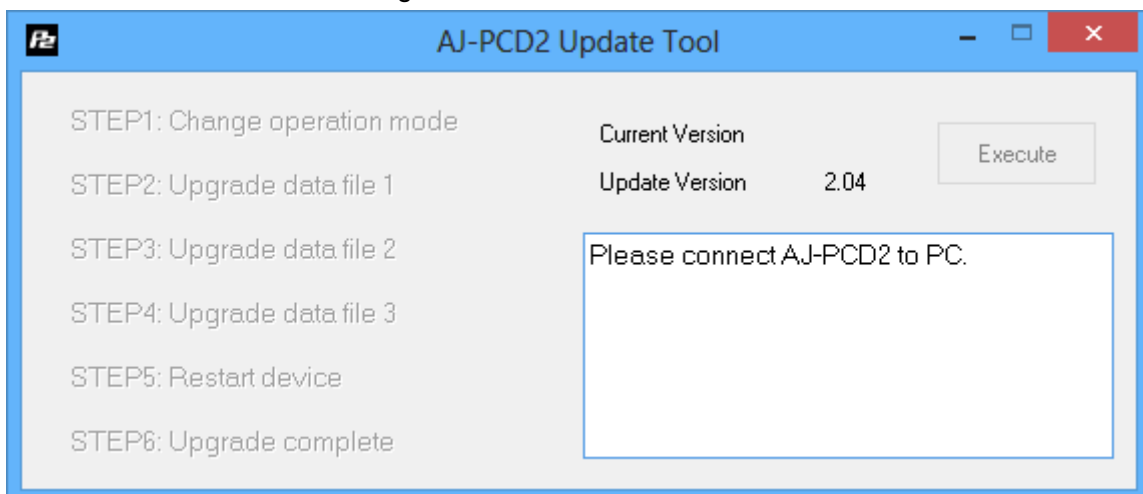 P2
AJ-PCD2 Update Tool
STEP1: Change operation mode
STEP2: Upgrade data file 1
STEP3: Upgrade data file 2
STEP4: Upgrade data file 3
STEP5: Restart device
STEP6: Upgrade complete
Current Version
Update Version 2.04
Execute
Please connect AJ-PCD2 to PC.